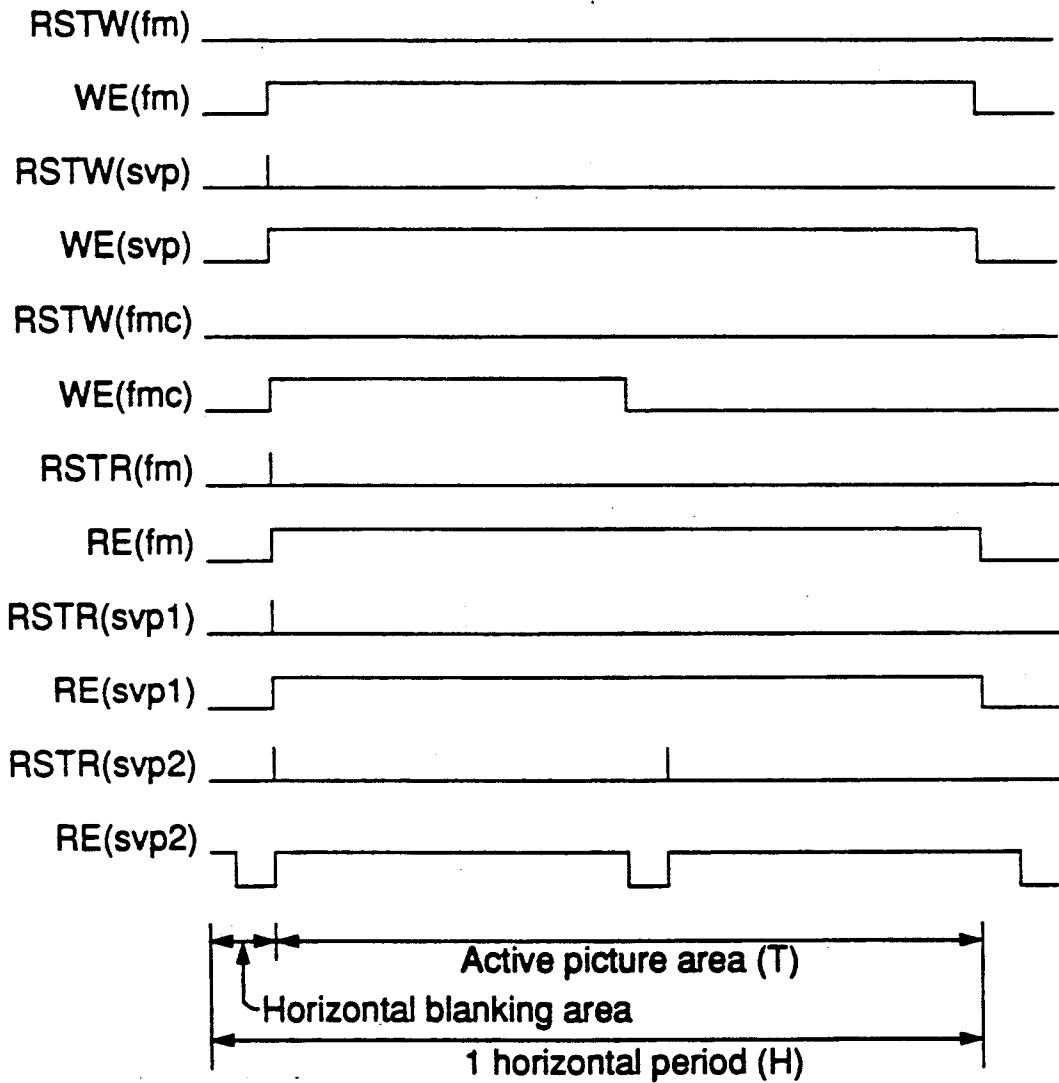 RSTW(fm)
WE(fm)
RSTW(svp)
WE(svp)
RSTW(fmc)
WE(fmc)
RSTR(fm)
RE(fm)
RSTR(svp1)
RE(svp1)
RSTR(svp2)
RE(svp2)
Active picture area (T)
Horizontal blanking area
1 horizontal period (H)